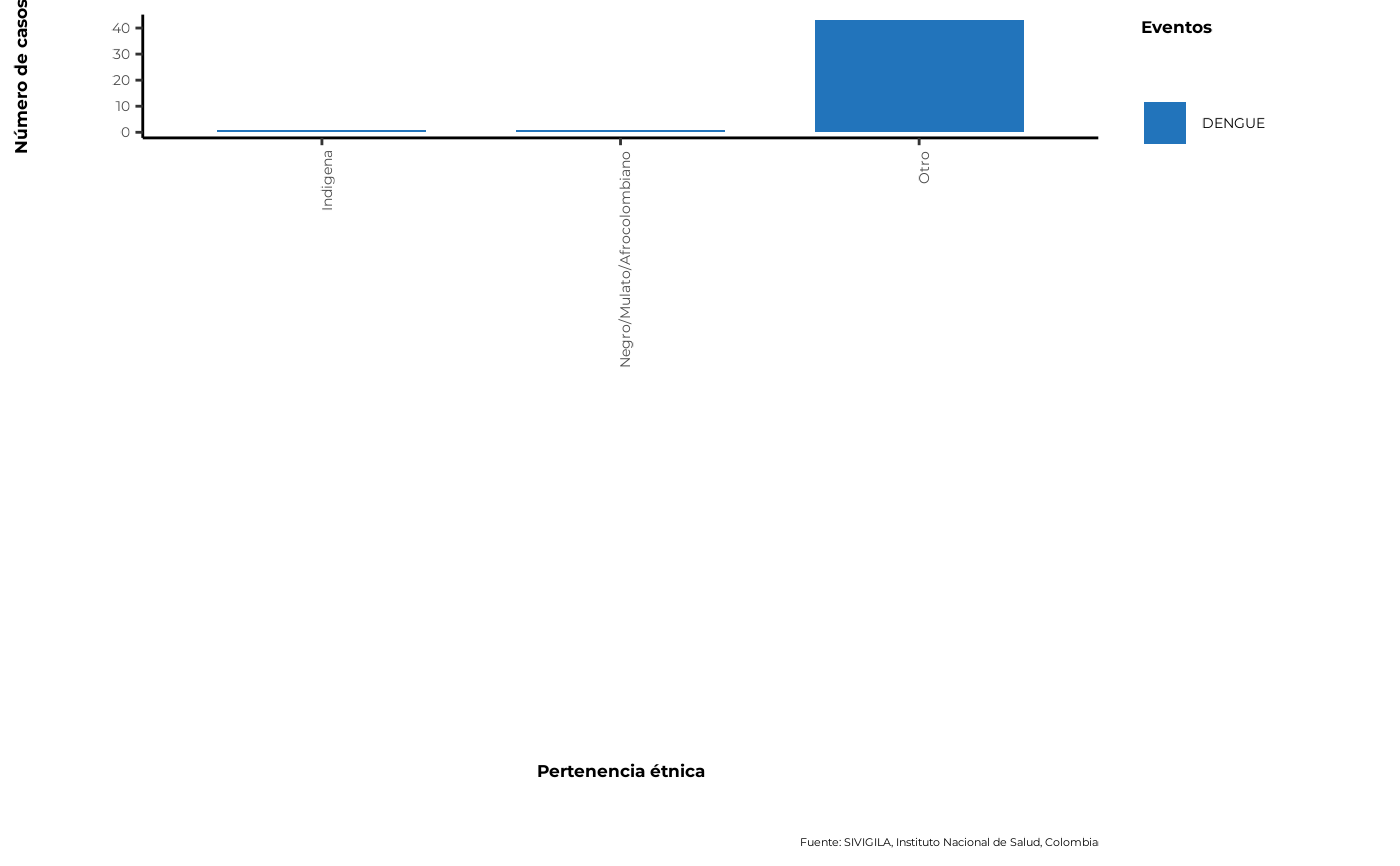 Número de casos
40
30
20
10
0
Indigena
Negro/Mulato/Afrocolombiano
Otro
Pertenencia étnica
Eventos
DENGUE
Fuente: SIVIGILA, Instituto Nacional de Salud, Colombia